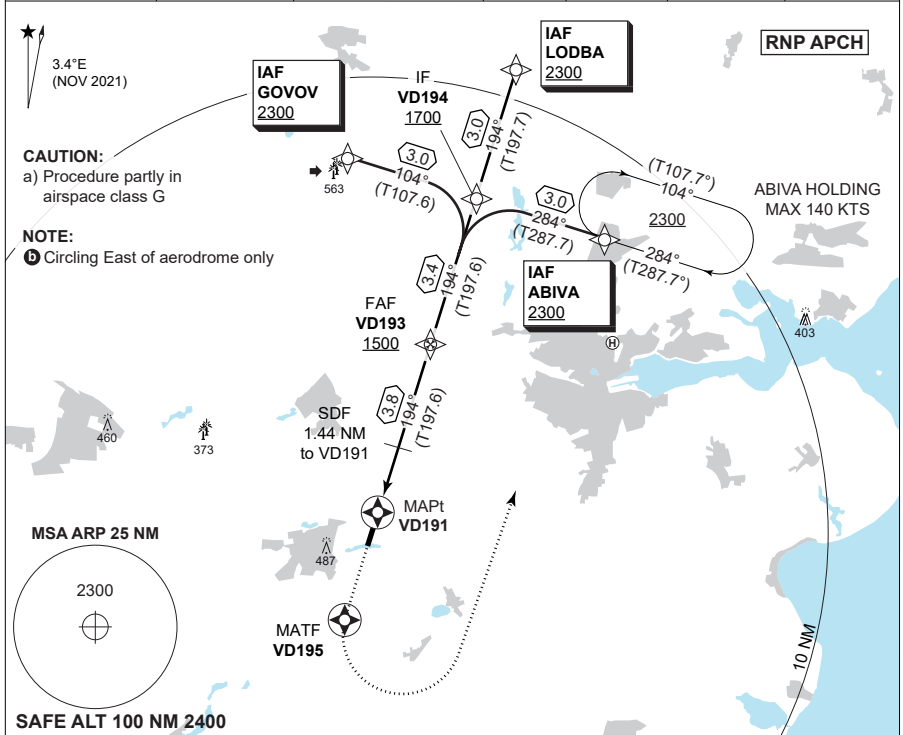 RNP APCH
3.4°E
(NOV 2021)
IAF
GOVOV
2300
IF
VD194
1700
IAF
LODBA
2300
3.0
194°
(T197.7)
CAUTION:
a) Procedure partly in
airspace class G
NOTE:
b Circling East of aerodrome only
563
3.0
104°
(T107.6)
3.0
284°
(T287.7)
(T107.7°)
104°
2300
284°
(T287.7°)
ABIVA HOLDING
MAX 140 KTS
IAF
ABIVA
2300
3.4
194°
(T197.6)
FAF
VD193
1500
H
403
3.8
194°
(T197.6)
SDF
1.44 NM
to VD191
460
373
MAPt
VD191
487
MATF
VD195
MSA ARP 25 NM
2300
10 NM
SAFE ALT 100 NM 2400